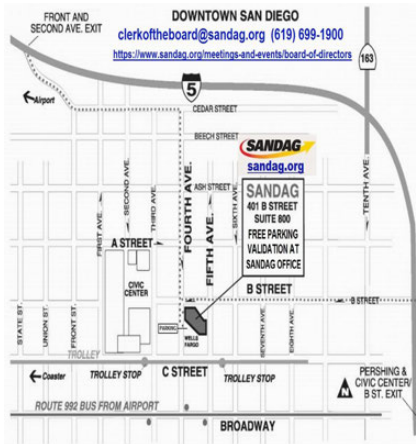 FRONT AND
SECOND AVE. EXIT
DOWNTOWN SAN DIEGO
clerkoftheboard@sandag.org (619) 699-1900
https://www.sandag.org/meetings-and-events/board-of-directors
163
Airport
5
CEDAR STREET
BEECH STREET
SANDAG
sandag.org
FIRST AVE.
SECOND AVE.
THIRD AVE.
FOURTH AVE.
ASH STREET
FIFTH AVE.
SIXTH AVE.
TENTH AVE.
SANDAG
401 B STREET
SUITE 800
FREE PARKING
VALIDATION AT
SANDAG OFFICE
A STREET
CIVIC
CENTER
B STREET
B STREET
STATE ST.
UNION ST.
FRONT ST.
PARKING
WELLS
FARGO
SEVENTH AVE.
EIGHTH AVE.
TROLLEY
Coaster
TROLLEY STOP
C STREET
TROLLEY STOP
N
PERSHING &
CIVIC CENTER/
B ST. EXIT
ROUTE 992 BUS FROM AIRPORT
BROADWAY